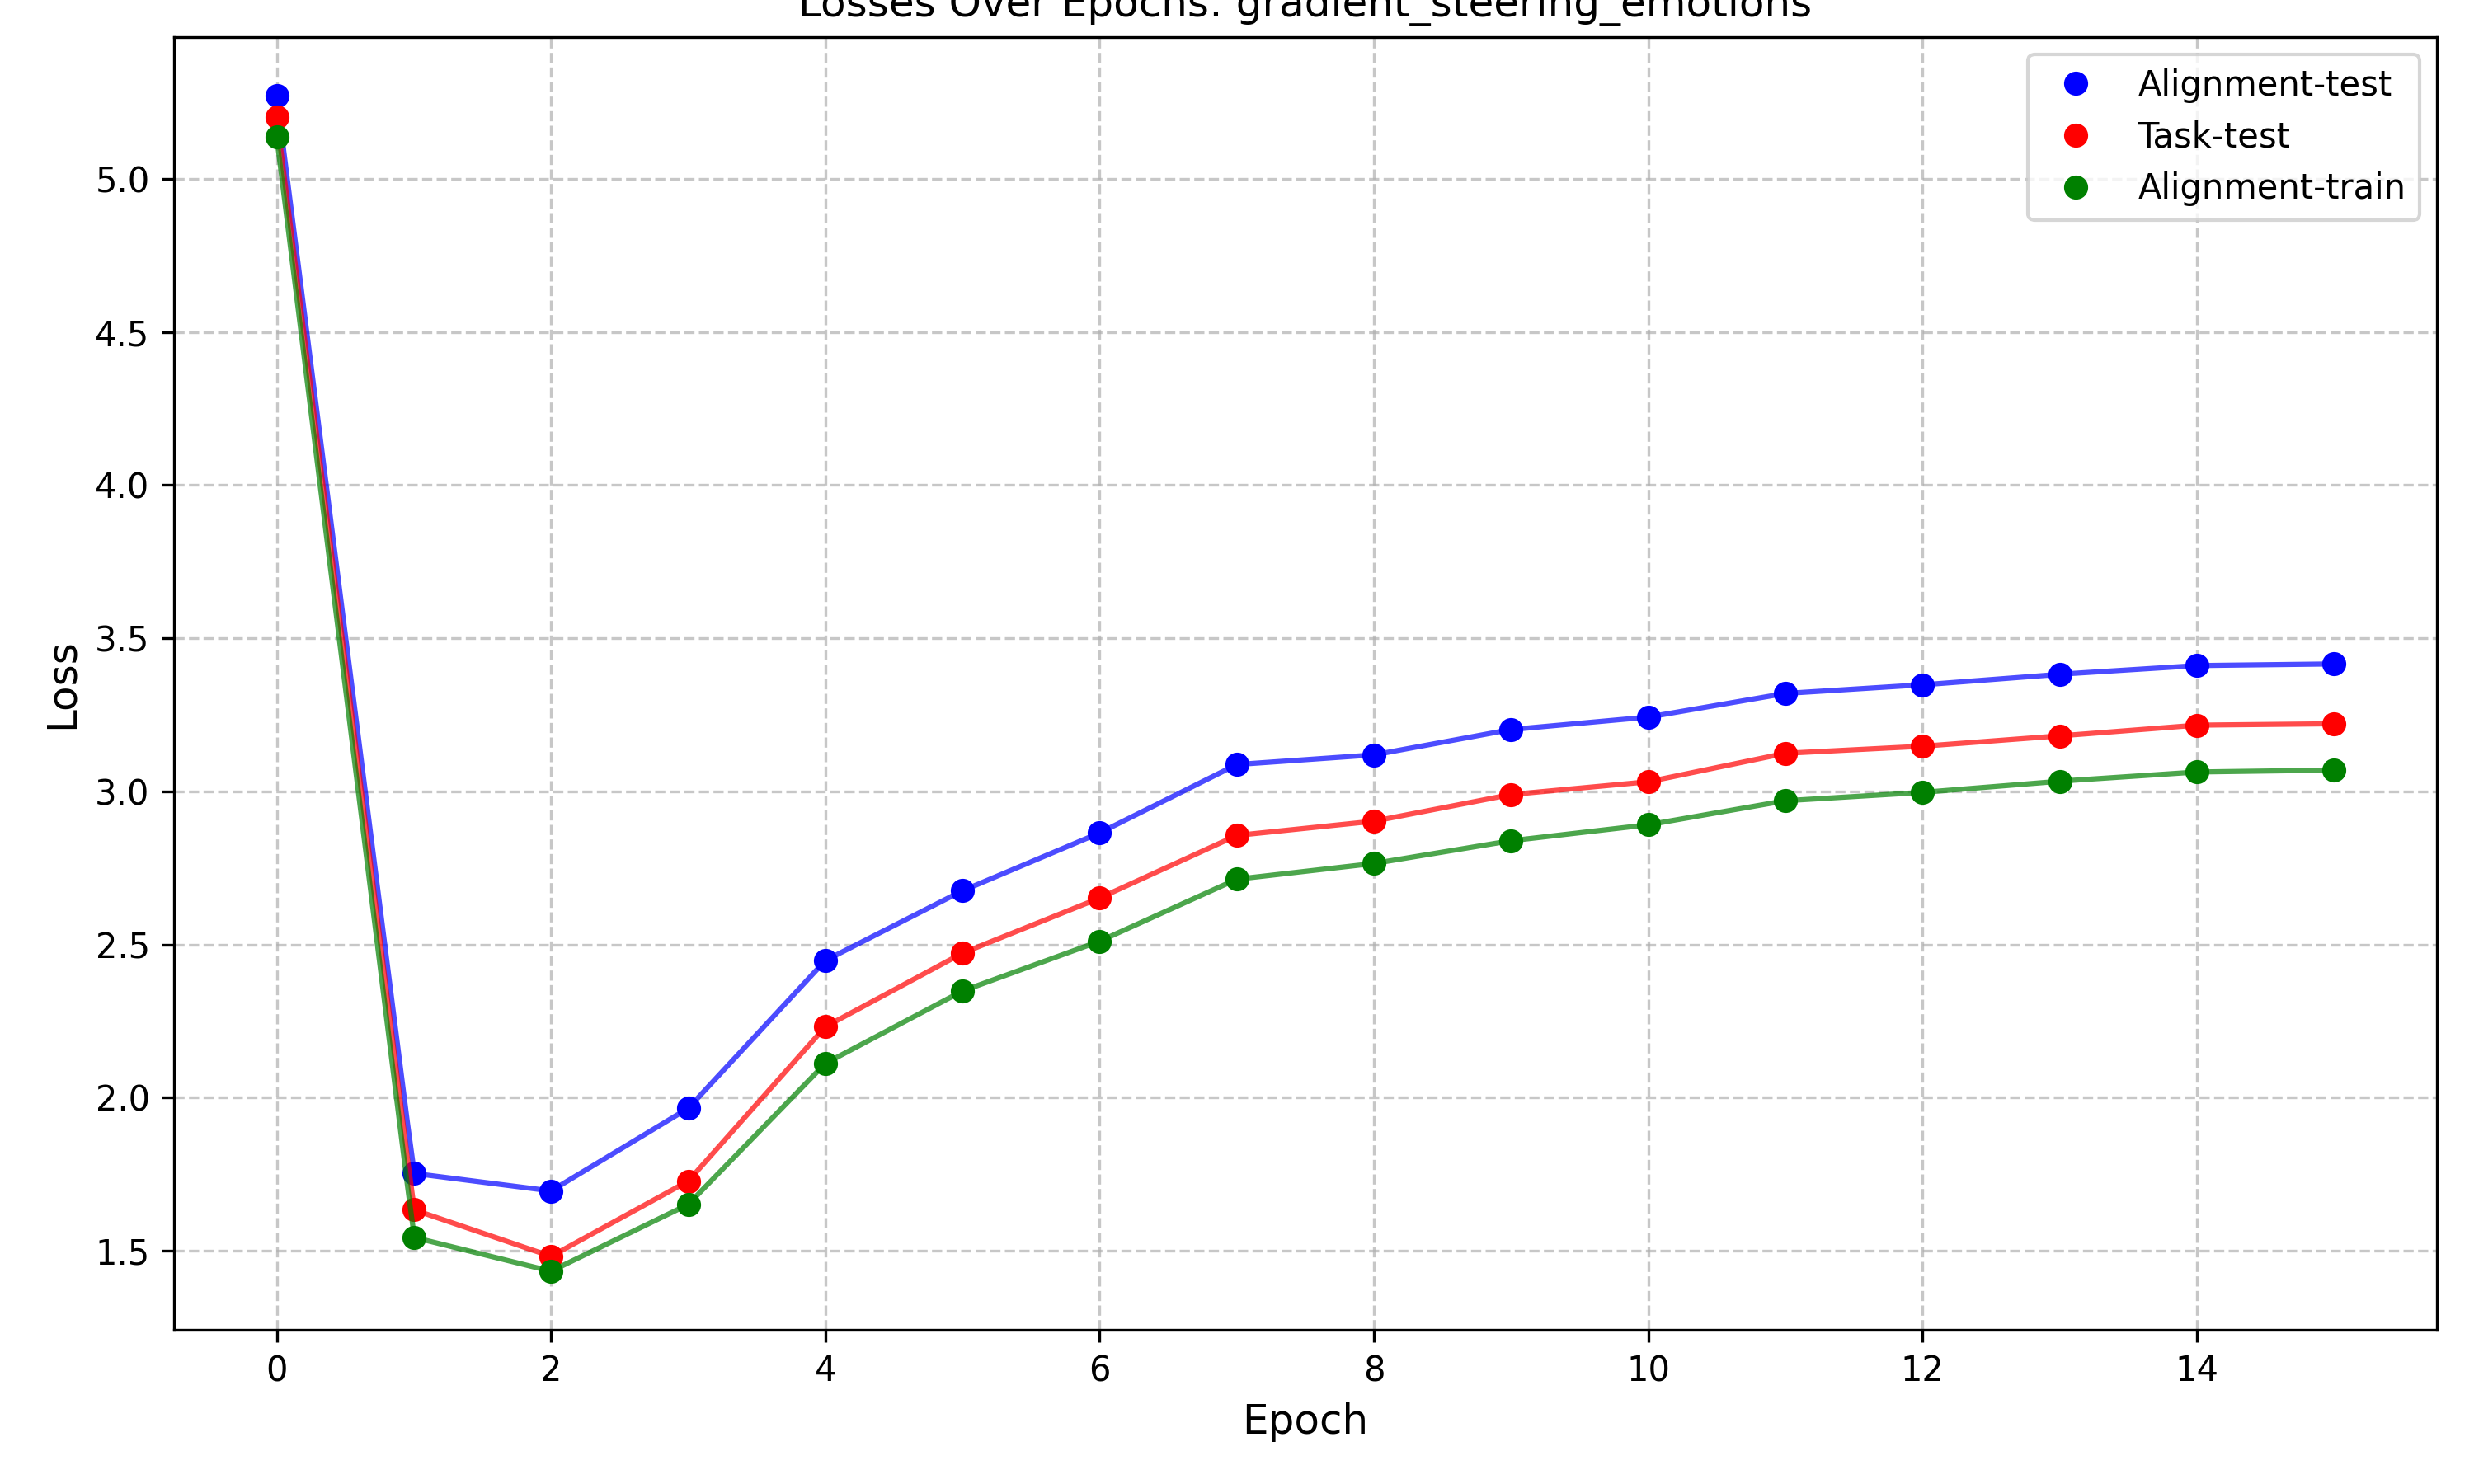 Losses Over Epochs: gradient_steering_emotions
Alignment-test
Task-test
Alignment-train
5.0
4.5
4.0
3.5
3.0
2.5
2.0
1.5
Loss
0 2 4 6 8 10 12 14
Epoch